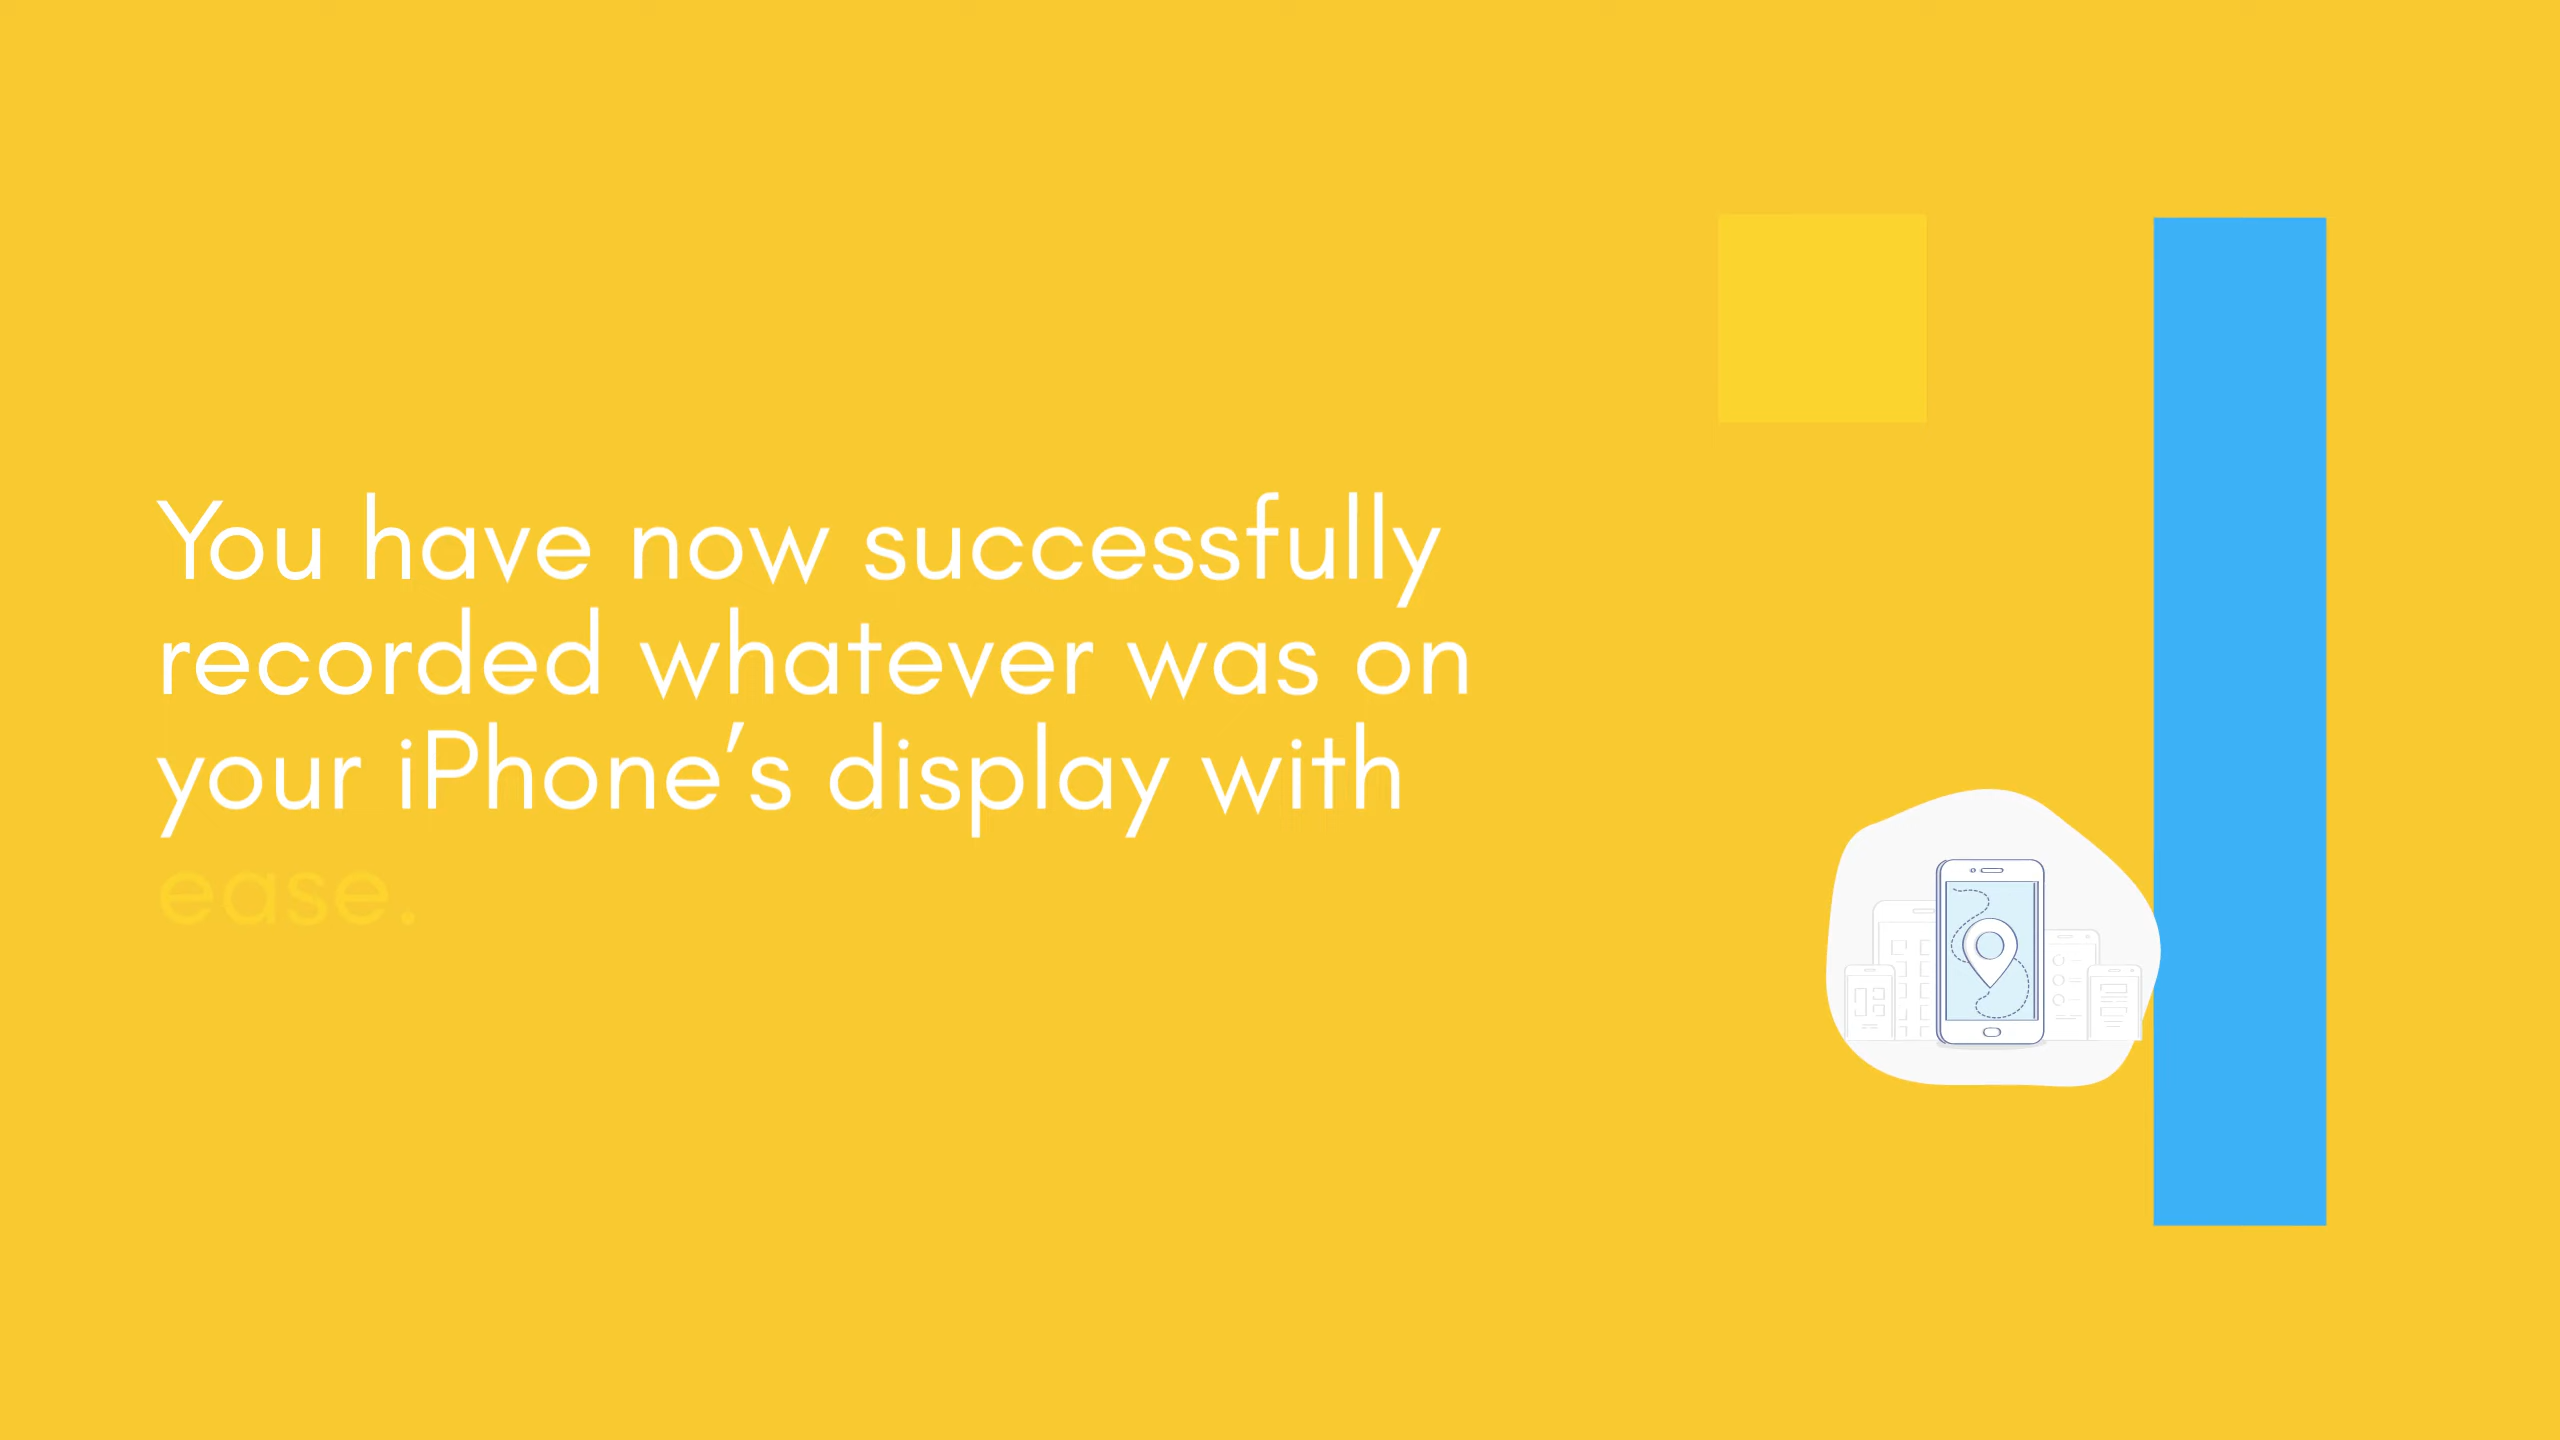 You have now successfully
recorded whatever was on
your iPhone’s display with
ease.